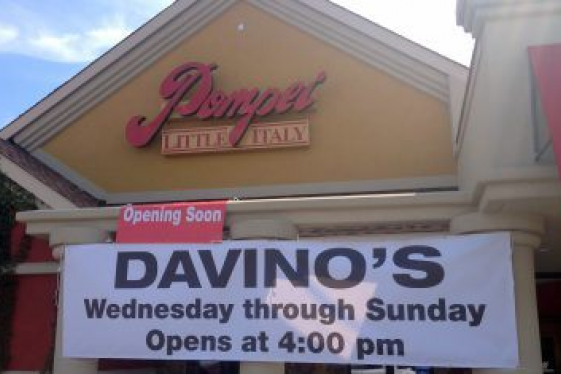 Pompei
LITTLE ITALY
Opening Soon
DAVINO'S
Wednesday through Sunday
Opens at 4:00 pm